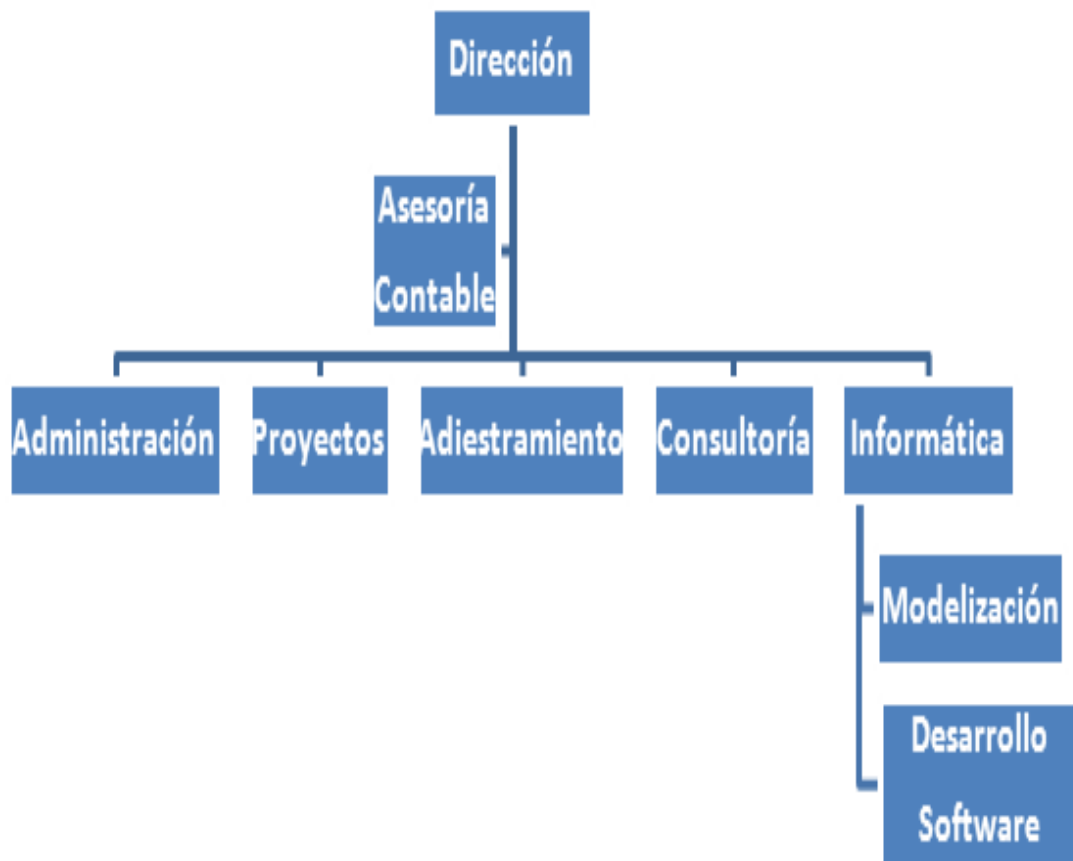 Dirección
Asesoría
Contable
Administración
Proyectos
Adiestramiento
Consultoría
Informática
Modelización
Desarrollo
Software